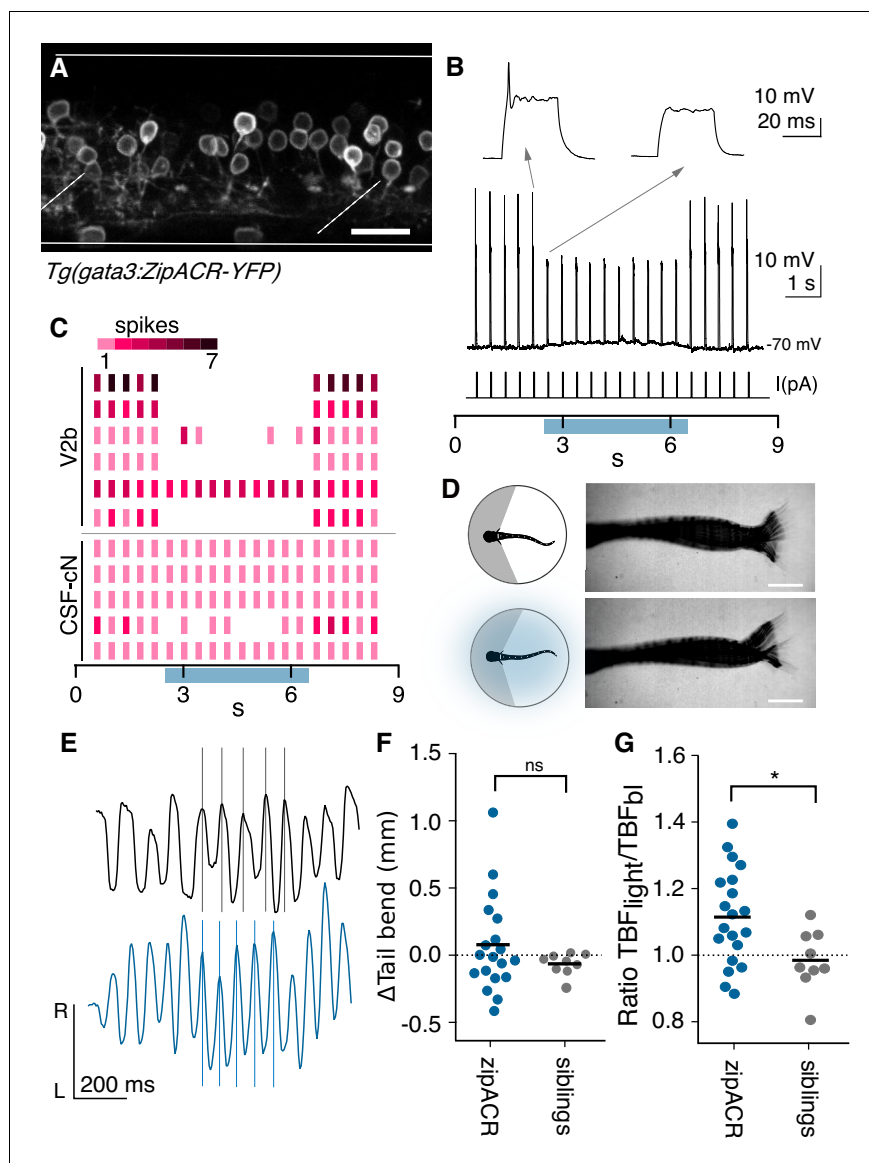 A
Tg(gata3:ZipACR-YFP)
B
10 mV
20 ms
10 mV
1 s
-70 mV
I(pA)
0
3
6
9
s
C
spikes
1
7
V2b
CSF-cN
0
3
6
9
s
D
E
R
L
200 ms
F
1.5
1.0
0.5
0.0
-0.5
ΔTail bend (mm)
ns
zipACR
siblings
G
1.6
1.4
1.2
1.0
0.8
Ratio TBFlight/TBFbl
*
zipACR
siblings